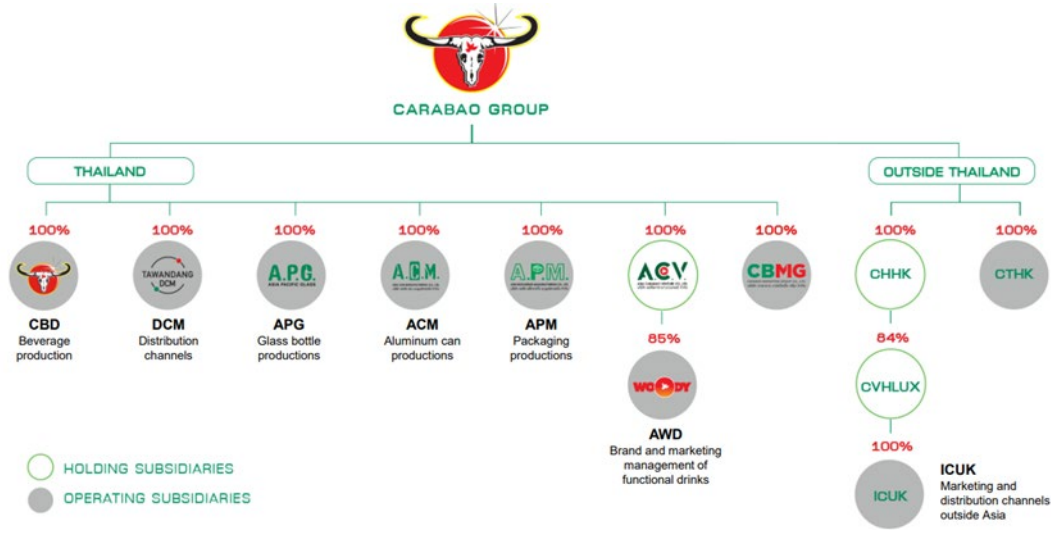 CARABAO GROUP
THAILAND
OUTSIDE THAILAND
100%
100%
100%
100%
100%
100%
100%
100%
100%
TAWANDANG
DCM
A.P.G.
ASIA PACIFIC GLASS
A.C.M.
A.P.M.
ACV
CBMG
CHHK
CTHK
CBD
Beverage
production
DCM
Distribution
channels
APG
Glass bottle
productions
ACM
Aluminum can
productions
APM
Packaging
productions
85%
84%
WOODY
CVHLUX
AWD
Brand and marketing
management of
functional drinks
100%
ICUK
ICUK
Marketing and
distribution channels
outside Asia
HOLDING SUBSIDIARIES
OPERATING SUBSIDIARIES